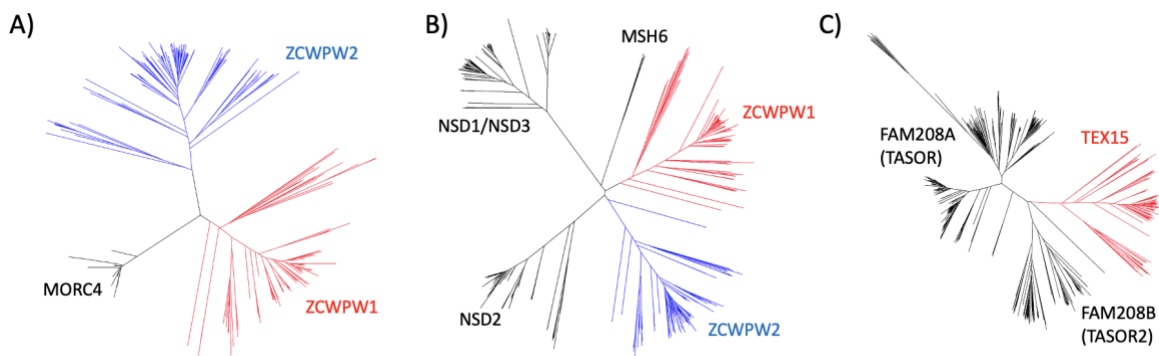 A)
ZCWPW2
MORC4
ZCWPW1
B)
MSH6
ZCWPW1
NSD1/NSD3
NSD2
ZCWPW2
C)
FAM208A
(TASOR)
TEX15
FAM208B
(TASOR2)